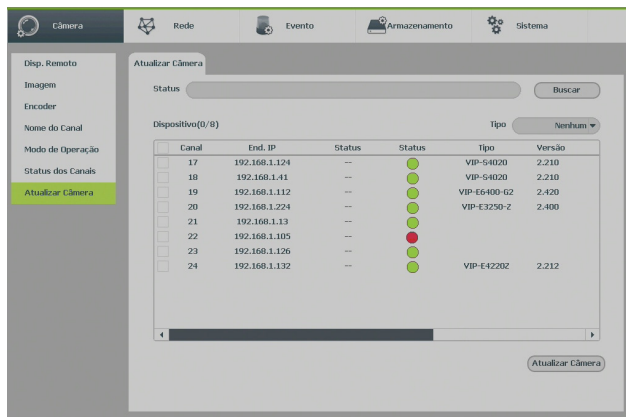 Câmera Rede Evento Armazenamento Sistema
Disp. Remoto
Imagem
Encoder
Nome do Canal
Modo de Operação
Status dos Canais
Atualizar Câmera
Atualizar Câmera
Status Buscar
Dispositivo(0/8) Tipo Nenhum
Canal End. IP Status Status Tipo Versão
17 192.168.1.124 -- VIP-S4020 2.210
18 192.168.1.41 -- VIP-S4020 2.210
19 192.168.1.112 -- VIP-E6400-G2 2.420
20 192.168.1.224 -- VIP-E3250-Z 2.400
21 192.168.1.13 --
22 192.168.1.105 --
23 192.168.1.126 --
24 192.168.1.132 -- VIP-E4220Z 2.212
Atualizar Câmera